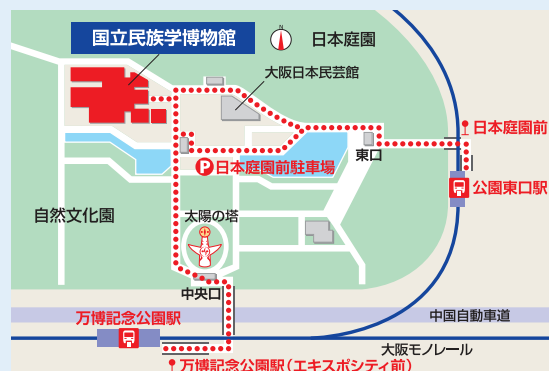 国立民族学博物館
N
日本庭園
大阪日本民芸館
日本庭園前
東口
P日本庭園前駐車場
公園東口駅
自然文化園
太陽の塔
中央口
万博記念公園駅
中国自動車道
大阪モノレール
万博記念公園駅(エキスポシティ前)